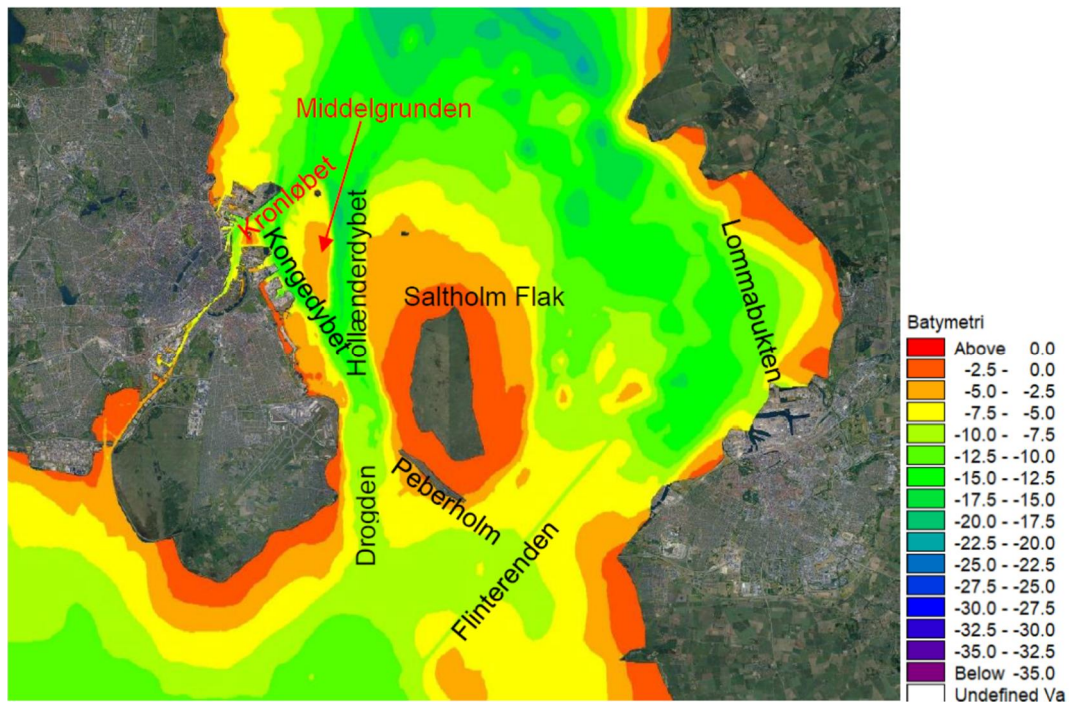 Middelgrunden
Kronløbet
Kongedybet
Hollænderdybet
Saltholm Flak
Lommabukten
Drogden
Peberholm
Flinterenden
Batymetri
Above 0.0
-2.5 - 0.0
-5.0 - -2.5
-7.5 - -5.0
-10.0 - -7.5
-12.5 - -10.0
-15.0 - -12.5
-17.5 - -15.0
-20.0 - -17.5
-22.5 - -20.0
-25.0 - -22.5
-27.5 - -25.0
-30.0 - -27.5
-32.5 - -30.0
-35.0 - -32.5
Below -35.0
Undefined Va